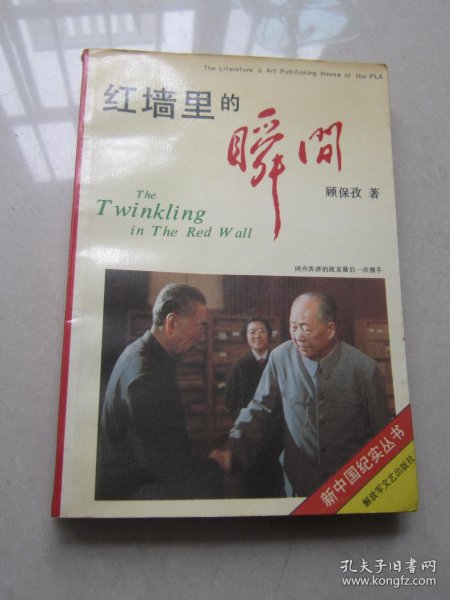 The Literature & Art Publishing House of the PLA
红墙里的
瞬间
顾保孜 著
The
Twinkling
in The Red Wall
同舟共济的战友最后一次握手
新中国纪实丛书
解放军文艺出版社
孔夫子旧书网
www.kongfz.com